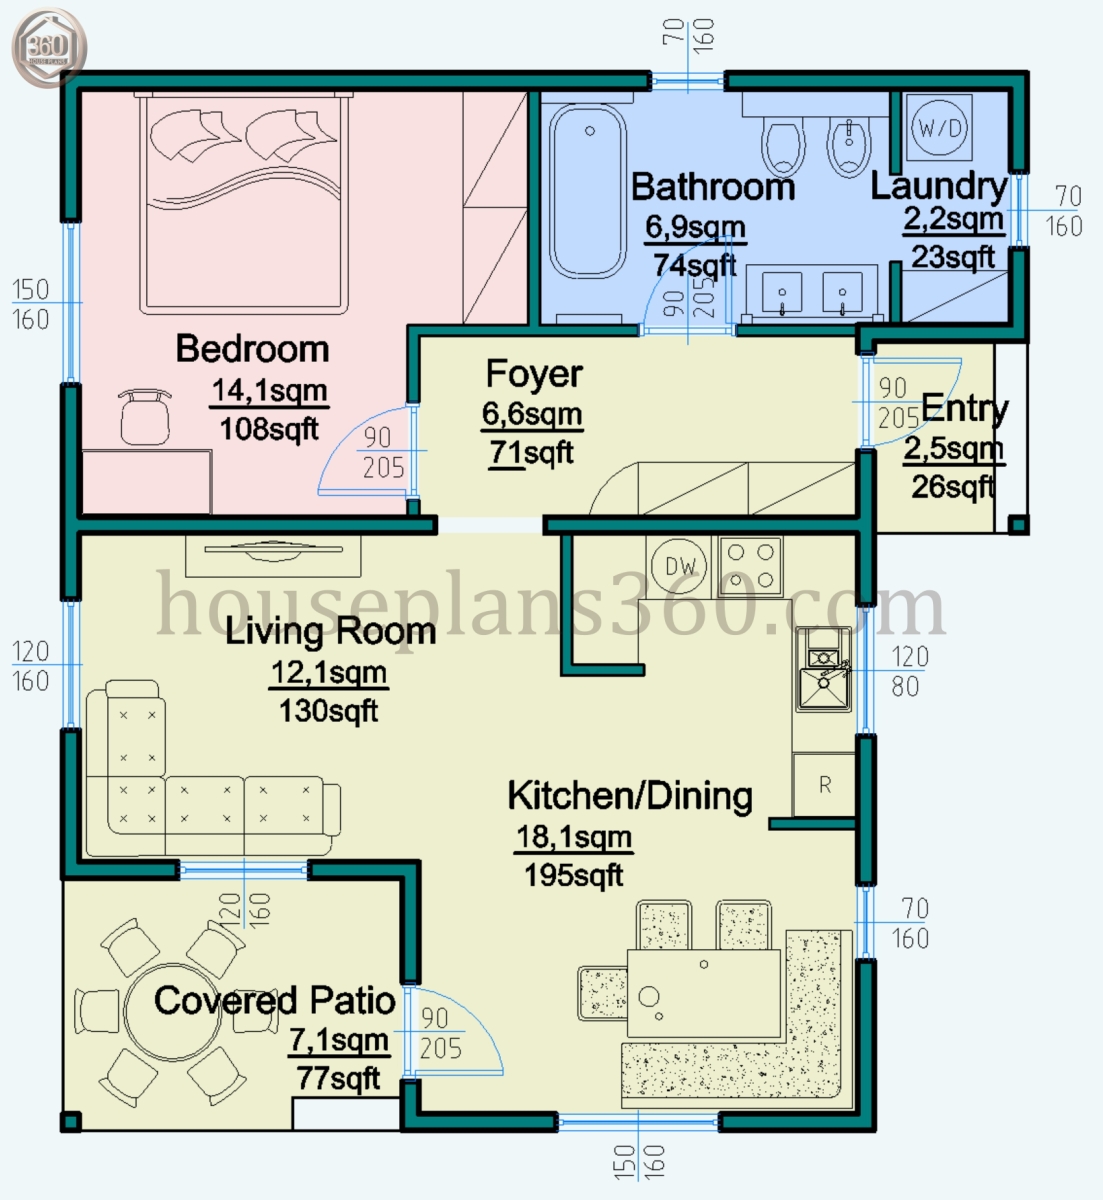 360
HOUSE PLANS
70
160
W/D
Bathroom
6,9sqm
74sqft
Laundry
2,2sqm
23sqft
70
160
150
160
90
205
Bedroom
14,1sqm
108sqft
Foyer
6,6sqm
71sqft
90
205
Entry
2,5sqm
26sqft
90
205
DW
houseplans360.com
Living Room
12,1sqm
130sqft
120
160
120
80
R
Kitchen/Dining
18,1sqm
195sqft
120
160
70
160
Covered Patio
7,1sqm
77sqft
90
205
150
160